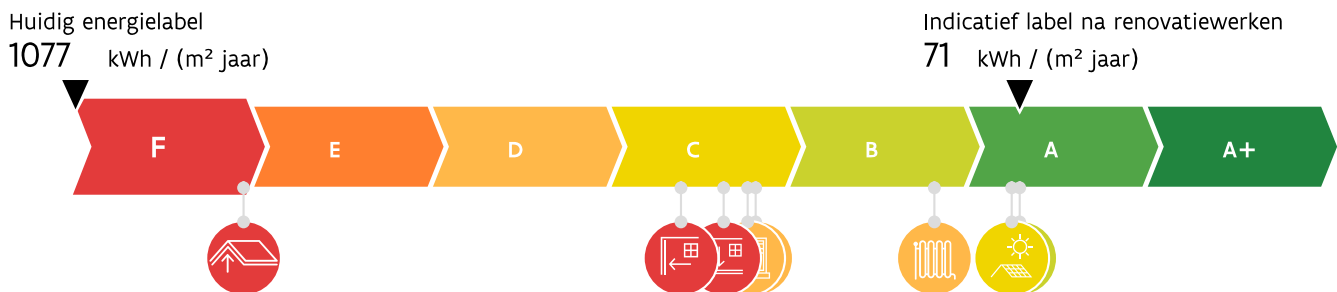 Huidig energielabel
1077 kWh / (m² jaar)
Indicatief label na renovatiewerken
71 kWh / (m² jaar)
F E D C B A A+